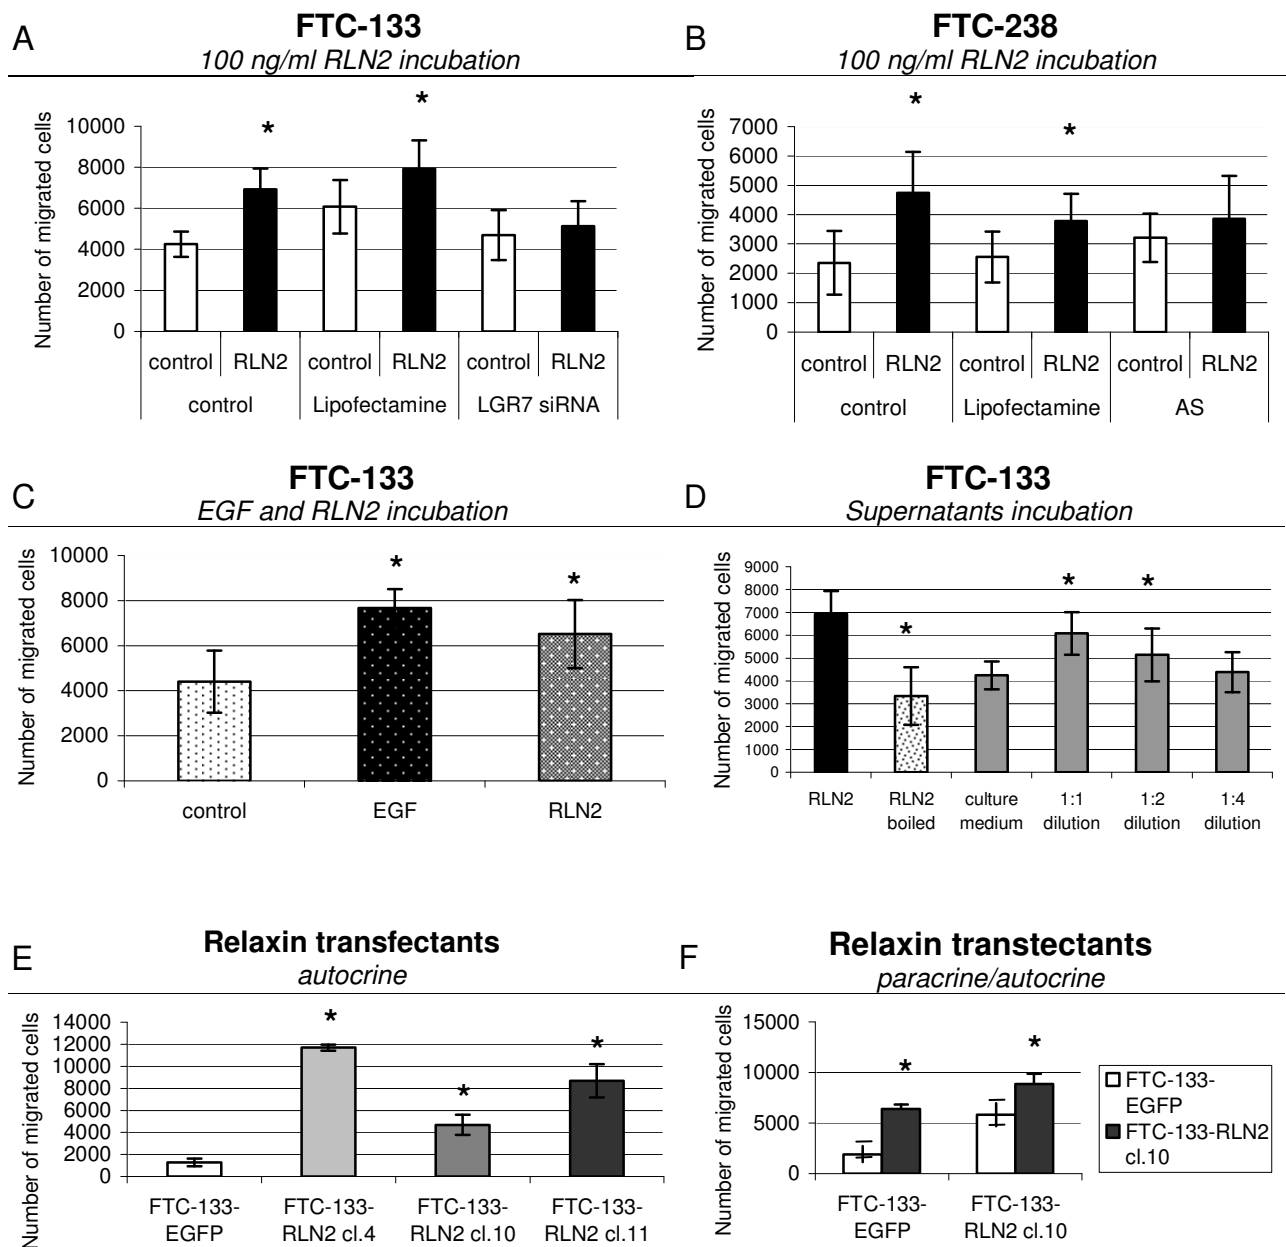 A
FTC-133
100 ng/ml RLN2 incubation
Number of migrated cells
10000
8000
6000
4000
2000
0
*
*
control RLN2 control RLN2 control RLN2
control Lipofectamine LGR7 siRNA
B
FTC-238
100 ng/ml RLN2 incubation
Number of migrated cells
7000
6000
5000
4000
3000
2000
1000
0
*
*
control RLN2 control RLN2 control RLN2
control Lipofectamine AS
C
FTC-133
EGF and RLN2 incubation
Number of migrated cells
10000
8000
6000
4000
2000
0
*
*
control EGF RLN2
D
FTC-133
Supernatants incubation
Number of migrated cells
9000
8000
7000
6000
5000
4000
3000
2000
1000
0
*
*
*
RLN2 RLN2 culture 1:1 1:2 1:4
boiled medium dilution dilution dilution
E
Relaxin transfectants
autocrine
Number of migrated cells
14000
12000
10000
8000
6000
4000
2000
0
*
*
*
FTC-133- FTC-133- FTC-133- FTC-133-
EGFP RLN2 cl.4 RLN2 cl.10 RLN2 cl.11
F
Relaxin transtectants
paracrine/autocrine
Number of migrated cells
15000
10000
5000
0
*
*
FTC-133- FTC-133-
EGFP RLN2 cl.10
FTC-133-
EGFP
FTC-133-RLN2
cl.10